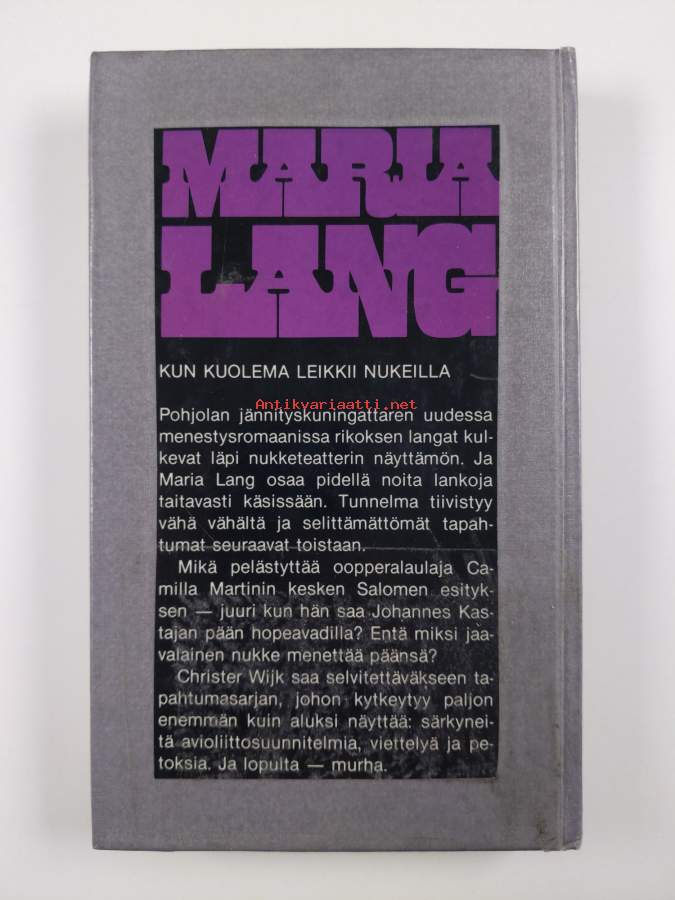 MARIA
LANG
KUN KUOLEMA LEIKKII NUKEILLA
Antikvariaatti.net
Pohjolan jännityskuningattaren uudessa
menestysromaanissa rikoksen langat kul-
kevat läpi nukketeatterin näyttämön. Ja
Maria Lang osaa pidellä noita lankoja
taitavasti käsissään. Tunnelma tiivistyy
vähä vähältä ja selittämättömät tapah-
tumat seuraavat toistaan.
Mikä pelästyttää oopperalaulaja Ca-
milla Martinin kesken Salomen esityk-
sen — juuri kun hän saa Johannes Kas-
tajan pään hopeavadilla? Entä miksi jaa-
valainen nukke menettää päänsä?
Christer Wijk saa selvitettäväkseen ta-
pahtumasarjan, johon kytkeytyy paljon
enemmän kuin aluksi näyttää: särkynei-
tä avioliittosuunnitelmia, viettelyä ja pe-
toksia. Ja lopulta — murha.